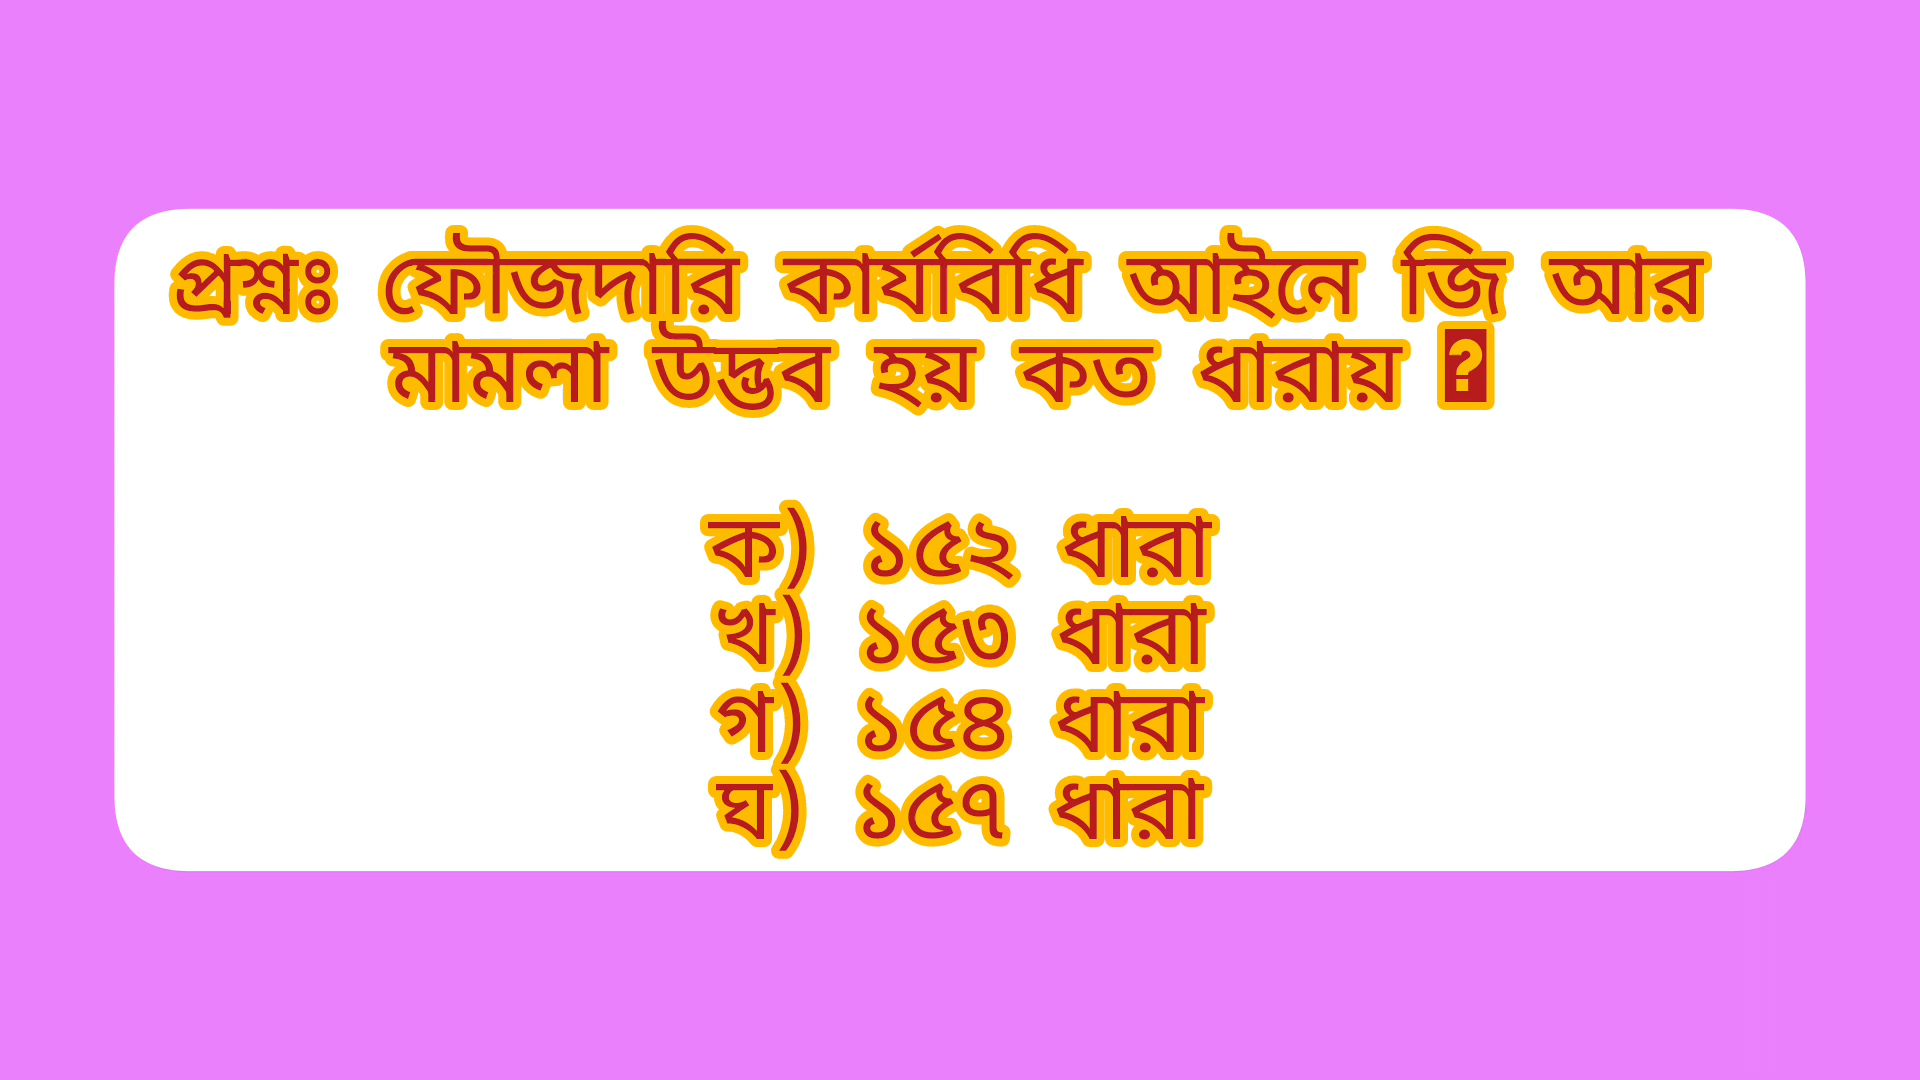 প্রশ্নঃ ফৌজদারি কার্যবিধি আইনে জি আর
মামলা উদ্ভব হয় কত ধারায় ?
ক) ১৫২ ধারা
খ) ১৫৩ ধারা
গ) ১৫৪ ধারা
ঘ) ১৫৭ ধারা